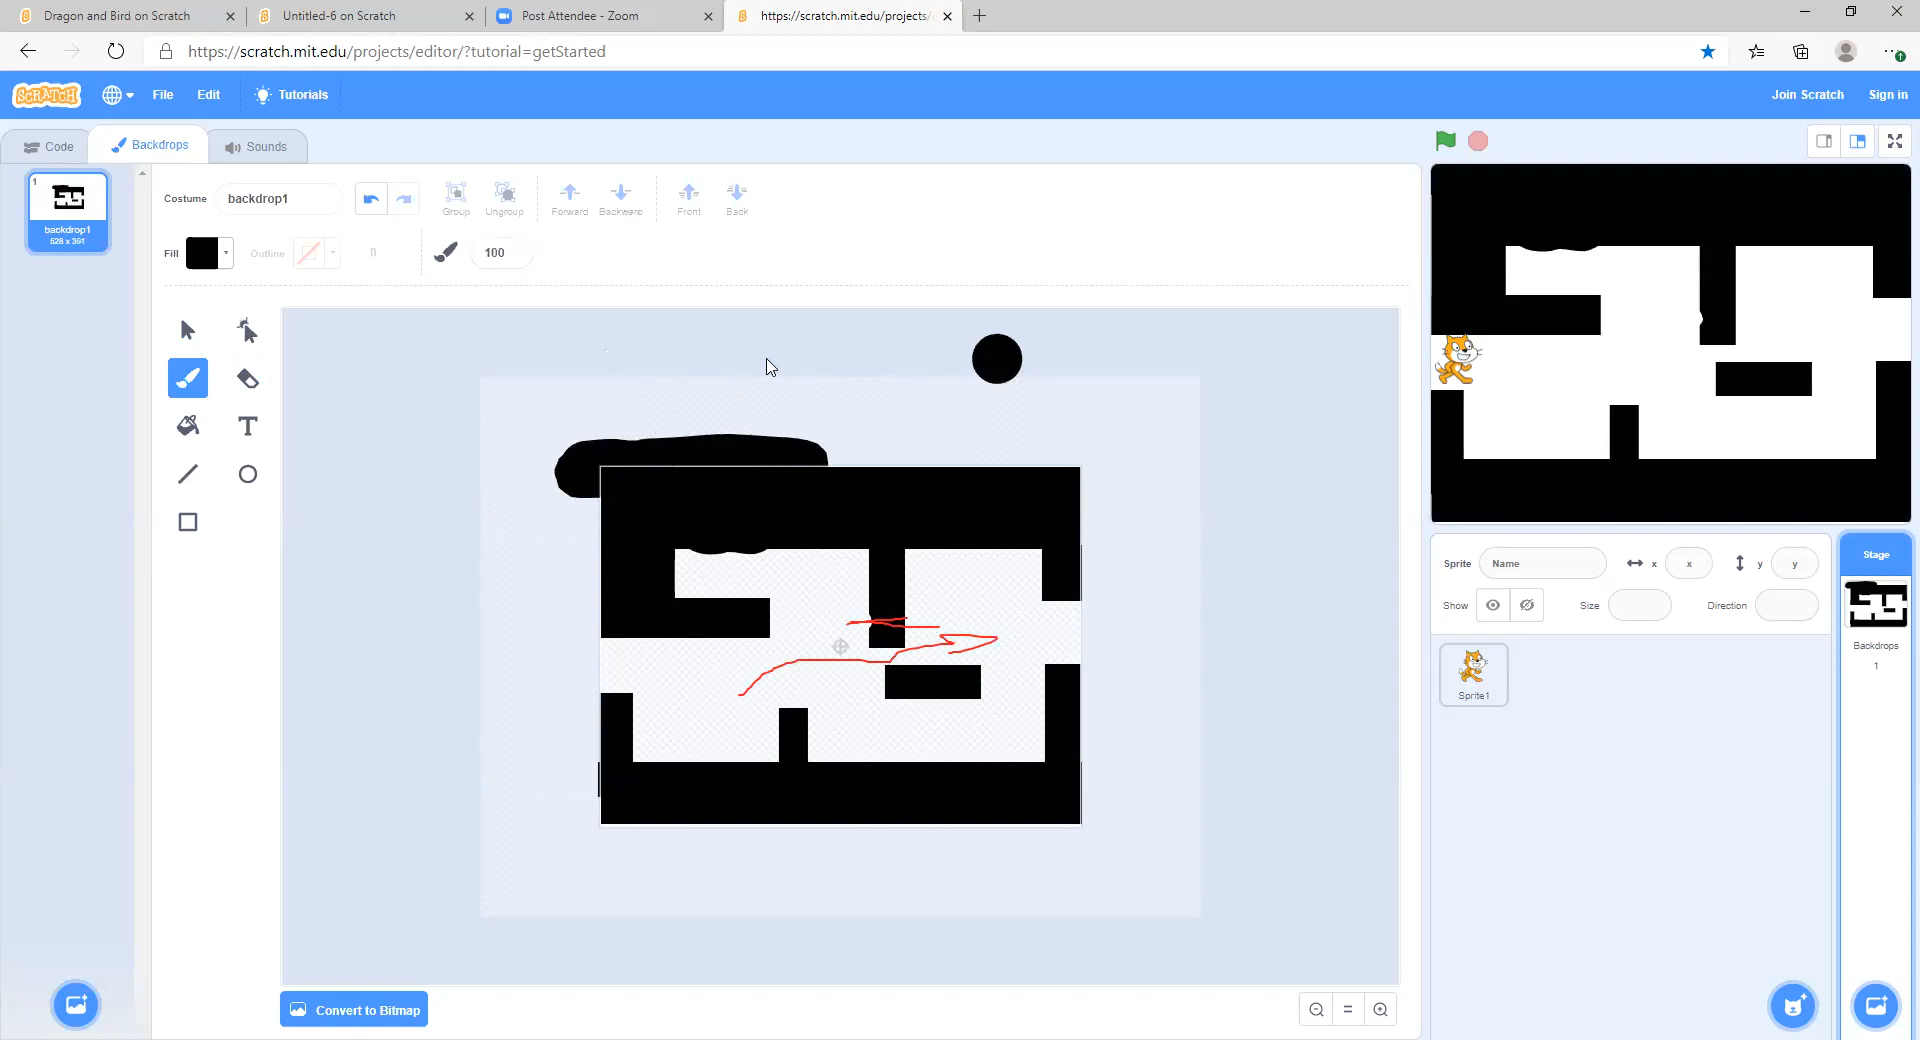 Dragon and Bird on Scratch
Untitled-6 on Scratch
Post Attendee - Zoom
https://scratch.mit.edu/projects/
https://scratch.mit.edu/projects/editor/?tutorial=getStarted
SCRATCH
File
Edit
Tutorials
Join Scratch
Sign in
Code
Backdrops
Sounds
1
backdrop1
528 x 391
Costume
backdrop1
Group
Ungroup
Forward
Backward
Front
Back
Fill
Outline
0
100
Convert to Bitmap
Sprite
Name
x
x
y
y
Show
Size
Direction
Sprite1
Stage
Backdrops
1